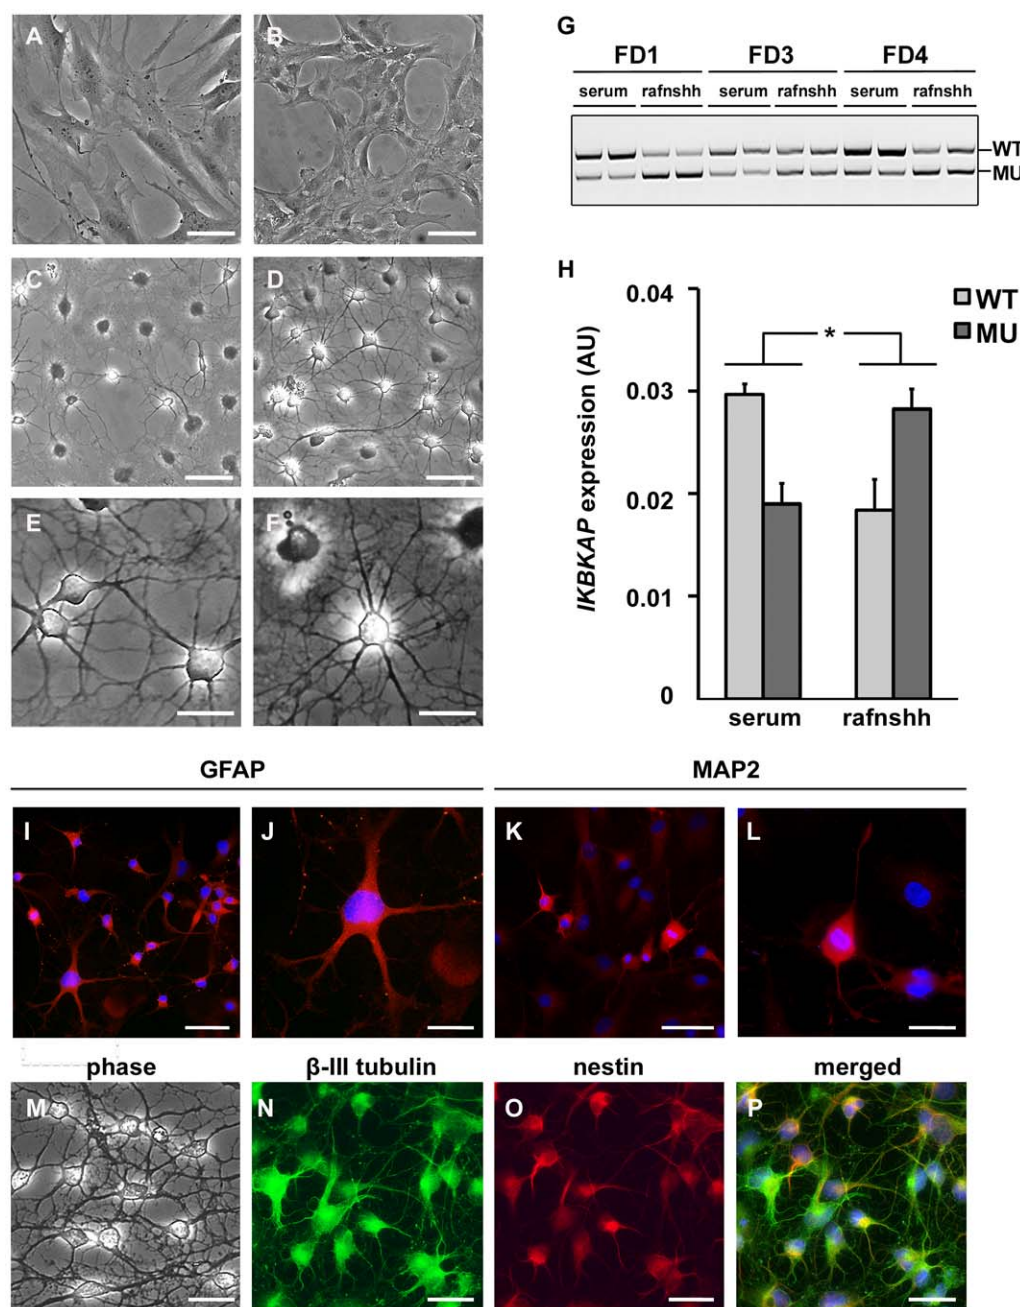 A
B
C
D
E
F
G
FD1 FD3 FD4
serum rafnshh serum rafnshh serum rafnshh
WT
MU
H
0.04
0.03
0.02
0.01
0
IKBKAP expression (AU)
*
WT
MU
serum rafnshh
GFAP MAP2
I
J
K
L
phase β-III tubulin nestin merged
M
N
O
P